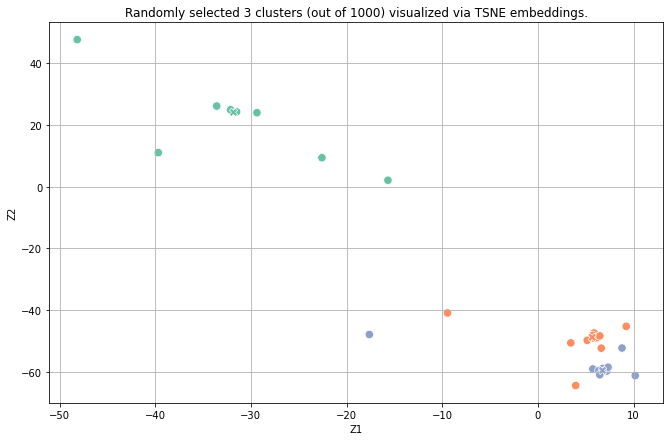 Randomly selected 3 clusters (out of 1000) visualized via TSNE embeddings.
40
20
0
−20
−40
−60
Z2
−50 −40 −30 −20 −10 0 10
Z1